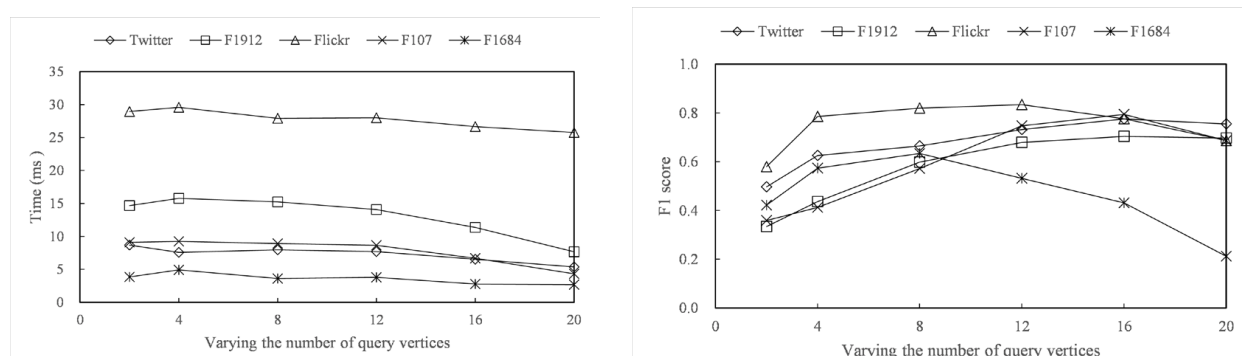 Twitter F1912 Flickr F107 F1684
40
35
30
25
20
15
10
5
0
Time (ms )
0 4 8 12 16 20
Varying the number of query vertices
Twitter F1912 Flickr F107 F1684
1.0
0.8
0.6
0.4
0.2
0.0
F1 score
0 4 8 12 16 20
Varying the number of query vertices